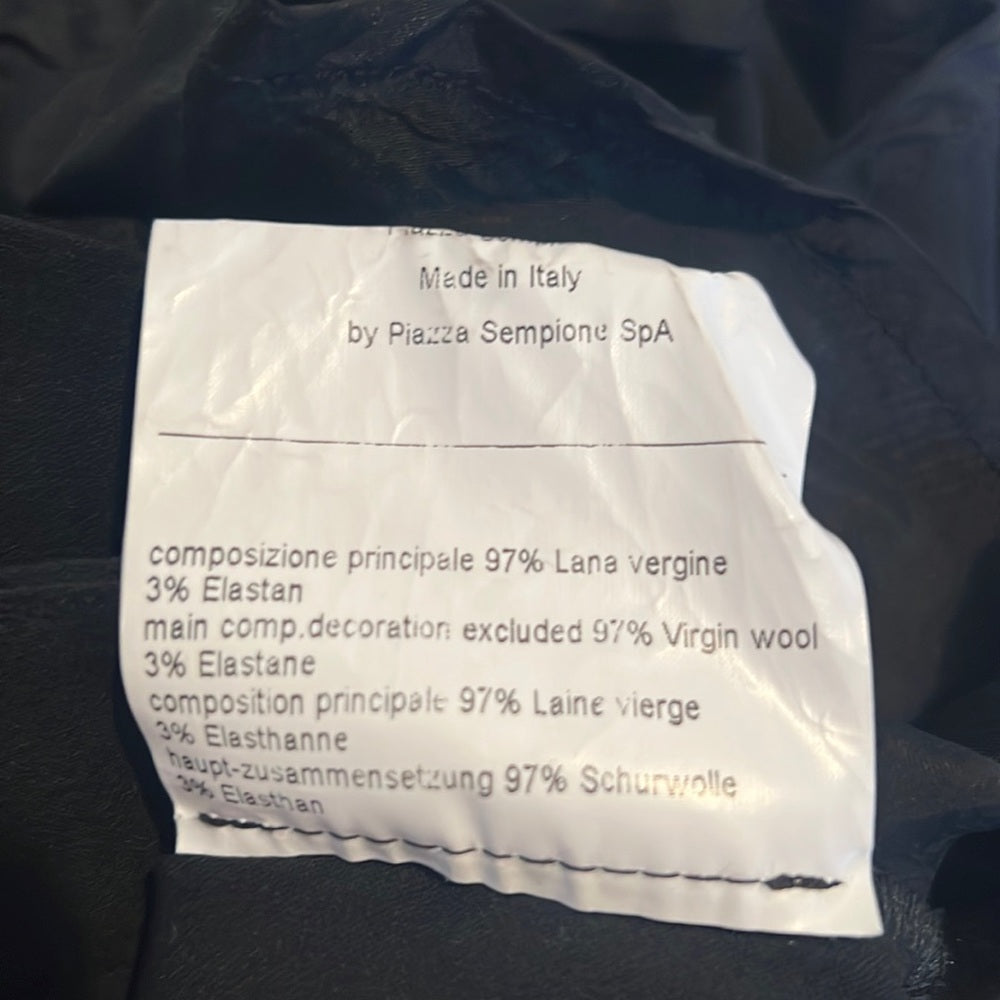 Made in Italy
by Piazza Sempione SpA
composizione principale 97% Lana vergine
3% Elastan
main comp.decoration excluded 97% Virgin wool
3% Elastane
composition principale 97% Laine vierge
3% Elasthanne
haupt-zusammensetzung 97% Schurwolle
3% Elasthan